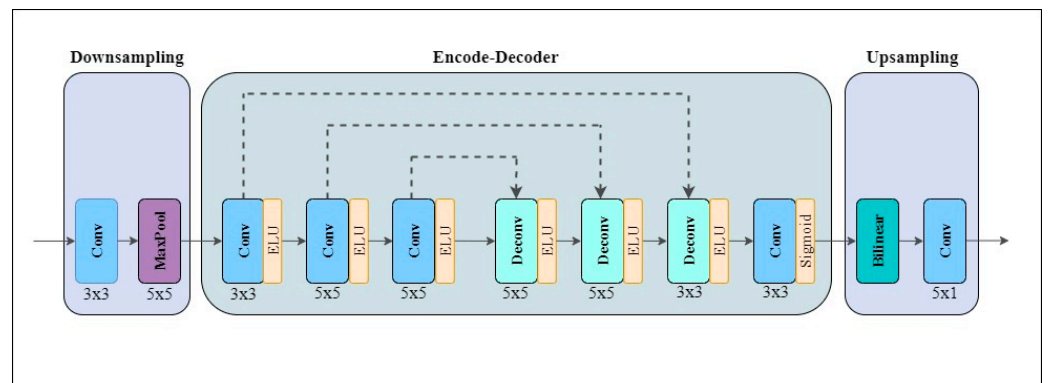 Downsampling
Encode-Decoder
Upsampling
Conv
MaxPool
Conv
ELU
Conv
ELU
Conv
ELU
Deconv
ELU
Deconv
ELU
Deconv
ELU
Conv
Sigmoid
Bilinear
Conv
3x3
5x5
3x3
5x5
5x5
5x5
5x5
3x3
3x3
5x1